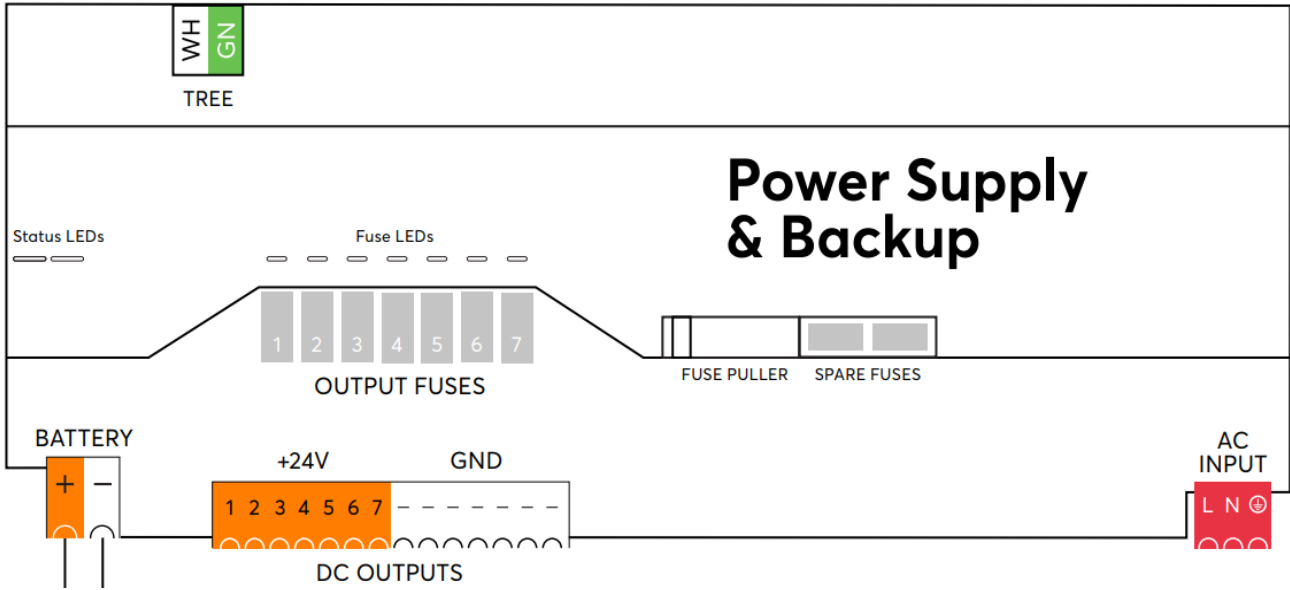 WH GN
TREE
Power Supply
& Backup
Status LEDs
Fuse LEDs
1 2 3 4 5 6 7
OUTPUT FUSES
FUSE PULLER
SPARE FUSES
BATTERY
+ −
+24V
GND
1 2 3 4 5 6 7 − − − − − − −
DC OUTPUTS
AC
INPUT
L N ⏚